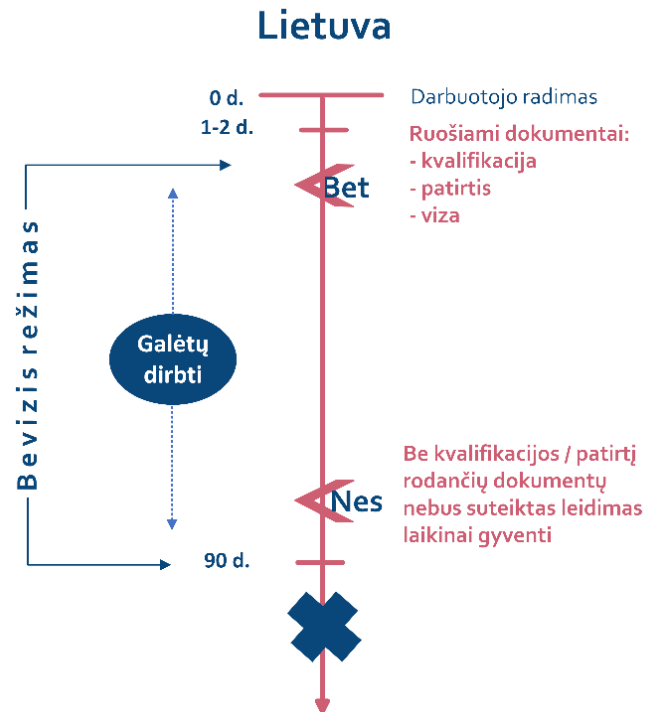 Lietuva
0 d.
Darbuotojo radimas
1-2 d.
Ruošiami dokumentai:
- kvalifikacija
- patirtis
- viza
Bet
Bevizis režimas
Galėtų
dirbti
Be kvalifikacijos / patirtį
rodančių dokumentų
nebus suteiktas leidimas
laikinai gyventi
Nes
90 d.